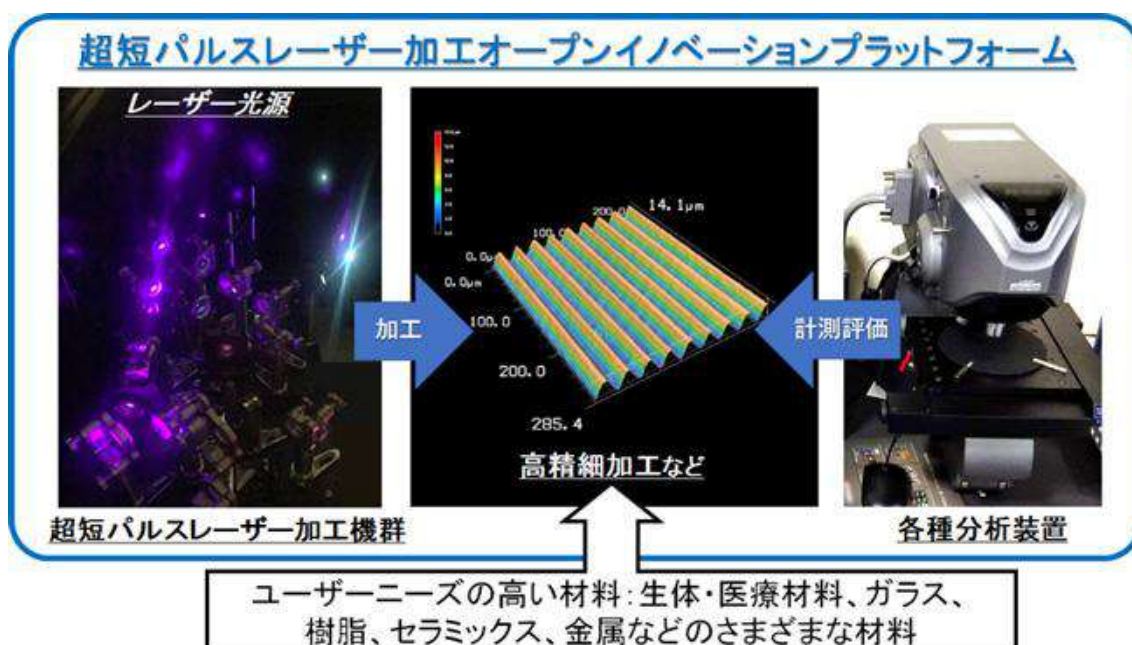 超短パルスレーザー加工オープンイノベーションプラットフォーム
レーザー光源
加工
14.1μm
200.0
100.0
0.0μ
0.0μm
100.0
200.0
285.4
高精細加工など
計測評価
超短パルスレーザー加工機群
各種分析装置
ユーザーニーズの高い材料：生体・医療材料、ガラス、
樹脂、セラミックス、金属などのさまざまな材料